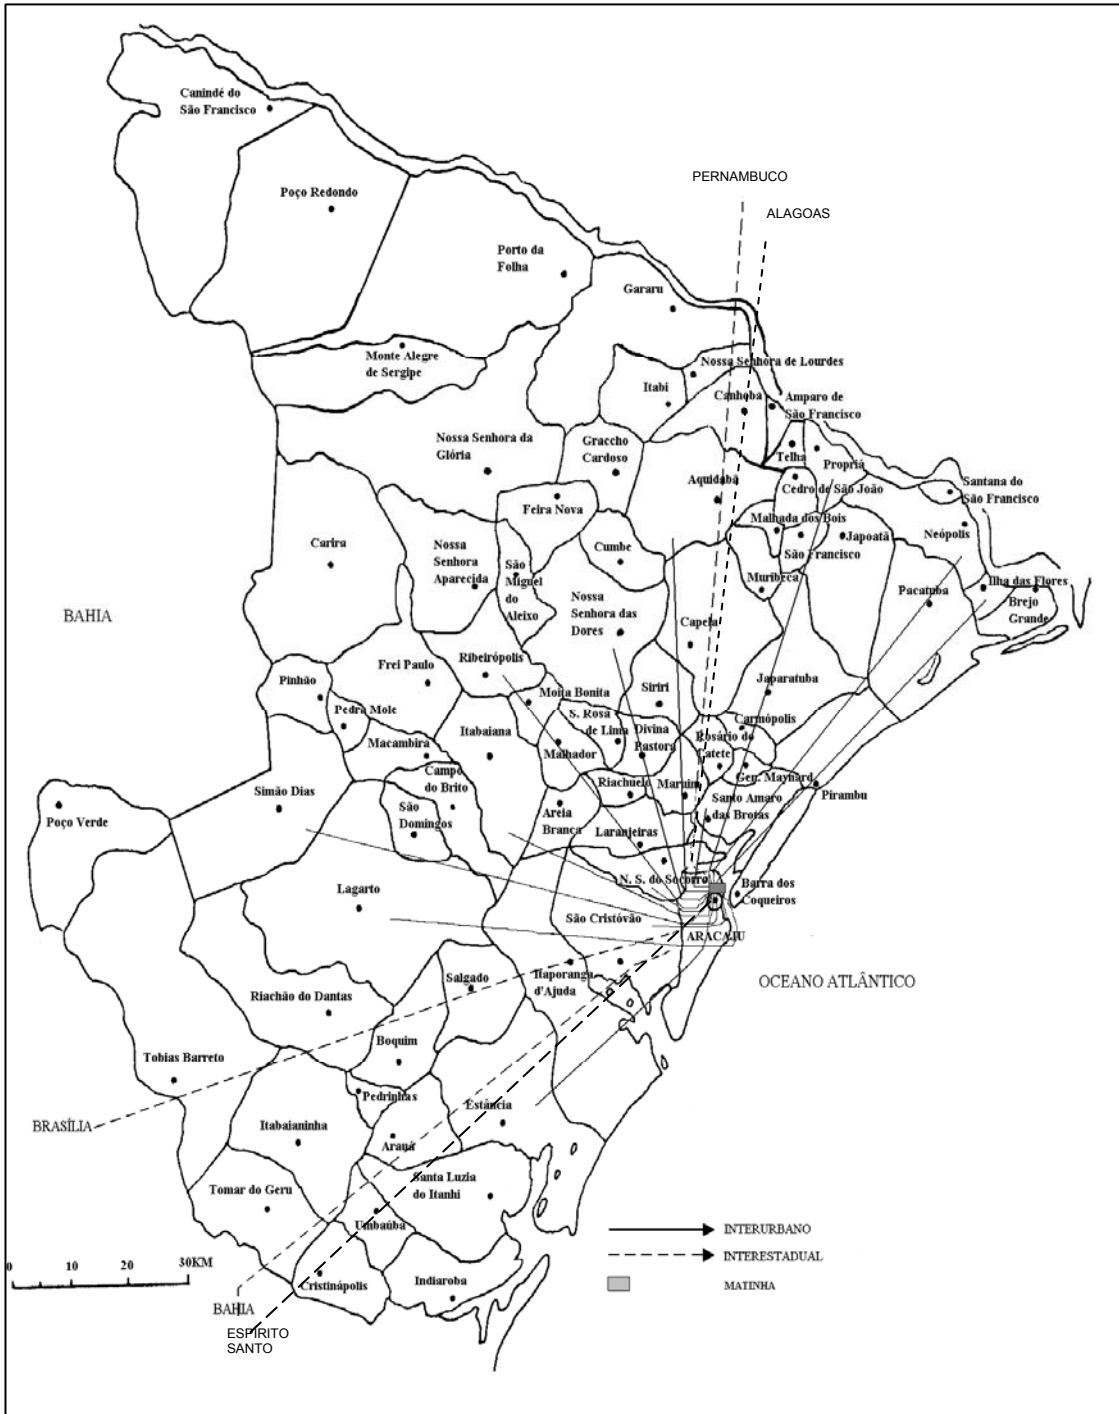 Canindé do
São Francisco
PERNAMBUCO
Poço Redondo
ALAGOAS
Porto da
Folha
Gararu
Monte Alegre
de Sergipe
Nossa Senhora de Lourdes
Itabi
Canhoba
Amparo de
São Francisco
Nossa Senhora da
Glória
Graccho
Cardoso
Telha
Propriá
Aquidabã
Cedro de São João
Santana do
São Francisco
Feira Nova
Malhada dos Bois
Neópolis
Carira
Nossa
Senhora
Aparecida
Cumbe
São Francisco
Japoatã
São
Miguel
do
Aleixo
Muribeca
Ilha das Flores
Pacatuba
Brejo
Grande
BAHIA
Nossa
Senhora das
Dores
Capela
Ribeirópolis
Frei Paulo
Pinhão
Siriri
Japaratuba
Moita Bonita
Pedra Mole
S. Rosa
de Lima
Divina
Pastora
Carmópolis
Itabaiana
Rosário do
Catete
Macambira
Malhador
Campo
do Brito
Riachuelo
Maruim
Gen. Maynard
Simão Dias
Pirambu
São
Domingos
Areia
Branca
Santo Amaro
das Brotas
Poço Verde
Laranjeiras
N. S. do Socorro
Lagarto
Barra dos
Coqueiros
São Cristóvão
ARACAJU
Itaporanga
d'Ajuda
Salgado
OCEANO ATLÂNTICO
Riachão do Dantas
Boquim
Tobias Barreto
Pedrinhas
Estância
BRASÍLIA
Itabaianinha
Arauá
Santa Luzia
do Itanhi
Tomar do Geru
Umbaúba
INTERURBANO
INTERESTADUAL
0 10 30KM
MATINHA
Cristinápolis
Indiaroba
BAHIA
ESPÍRITO
SANTO